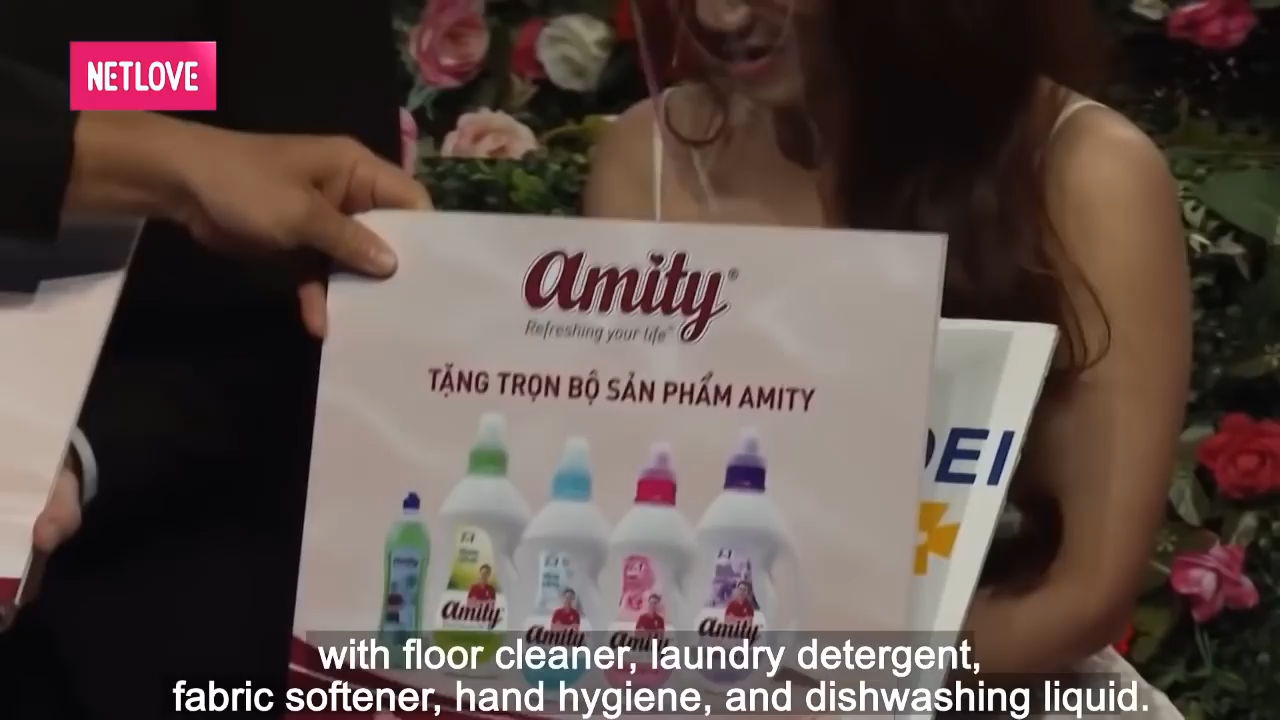 NETLOVE
amity®
Refreshing your life™
TẶNG TRỌN BỘ SẢN PHẨM AMITY
DEI
amity
amity
amity
amity
with floor cleaner, laundry detergent,
fabric softener, hand hygiene, and dishwashing liquid.